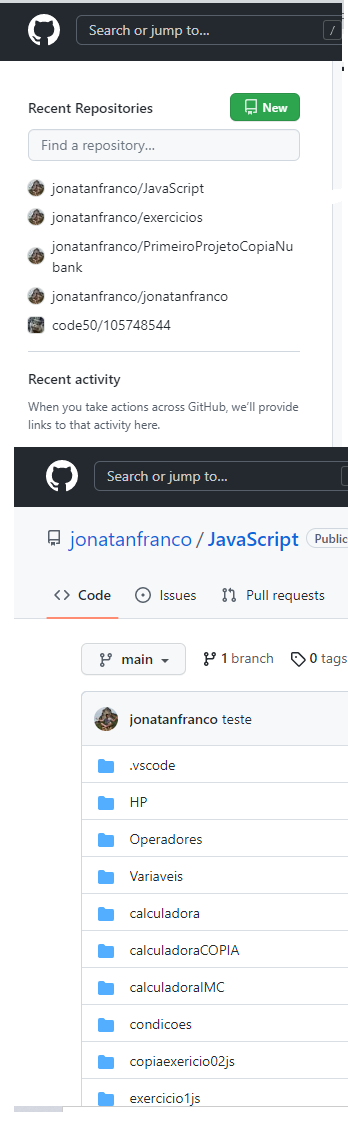 Search or jump to...
/
Recent Repositories
New
Find a repository...
jonatanfranco/JavaScript
jonatanfranco/exercicios
jonatanfranco/PrimeiroProjetoCopiaNu
bank
jonatanfranco/jonatanfranco
code50/105748544
Recent activity
When you take actions across GitHub, we'll provide
links to that activity here.
Search or jump to...
jonatanfranco / JavaScript Public
Code Issues Pull requests
main 1 branch 0 tags
jonatanfranco teste
.vscode
HP
Operadores
Variaveis
calculadora
calculadoraCOPIA
calculadoraIMC
condicoes
copiaexericio02js
exercicio1js